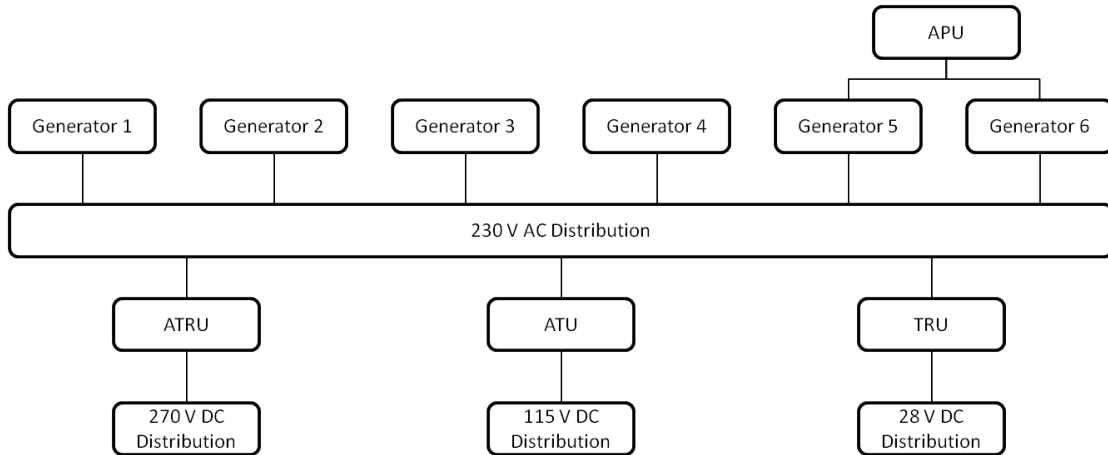 APU
Generator 1
Generator 2
Generator 3
Generator 4
Generator 5
Generator 6
230 V AC Distribution
ATRU
ATU
TRU
270 V DC
Distribution
115 V DC
Distribution
28 V DC
Distribution